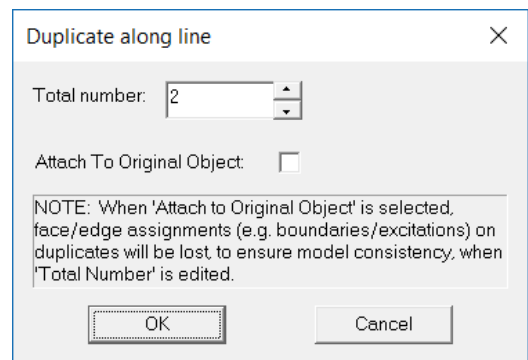 Duplicate along line
Total number: 2
Attach To Original Object:
NOTE: When 'Attach to Original Object' is selected,
face/edge assignments (e.g. boundaries/excitations) on
duplicates will be lost, to ensure model consistency, when
'Total Number' is edited.
OK Cancel